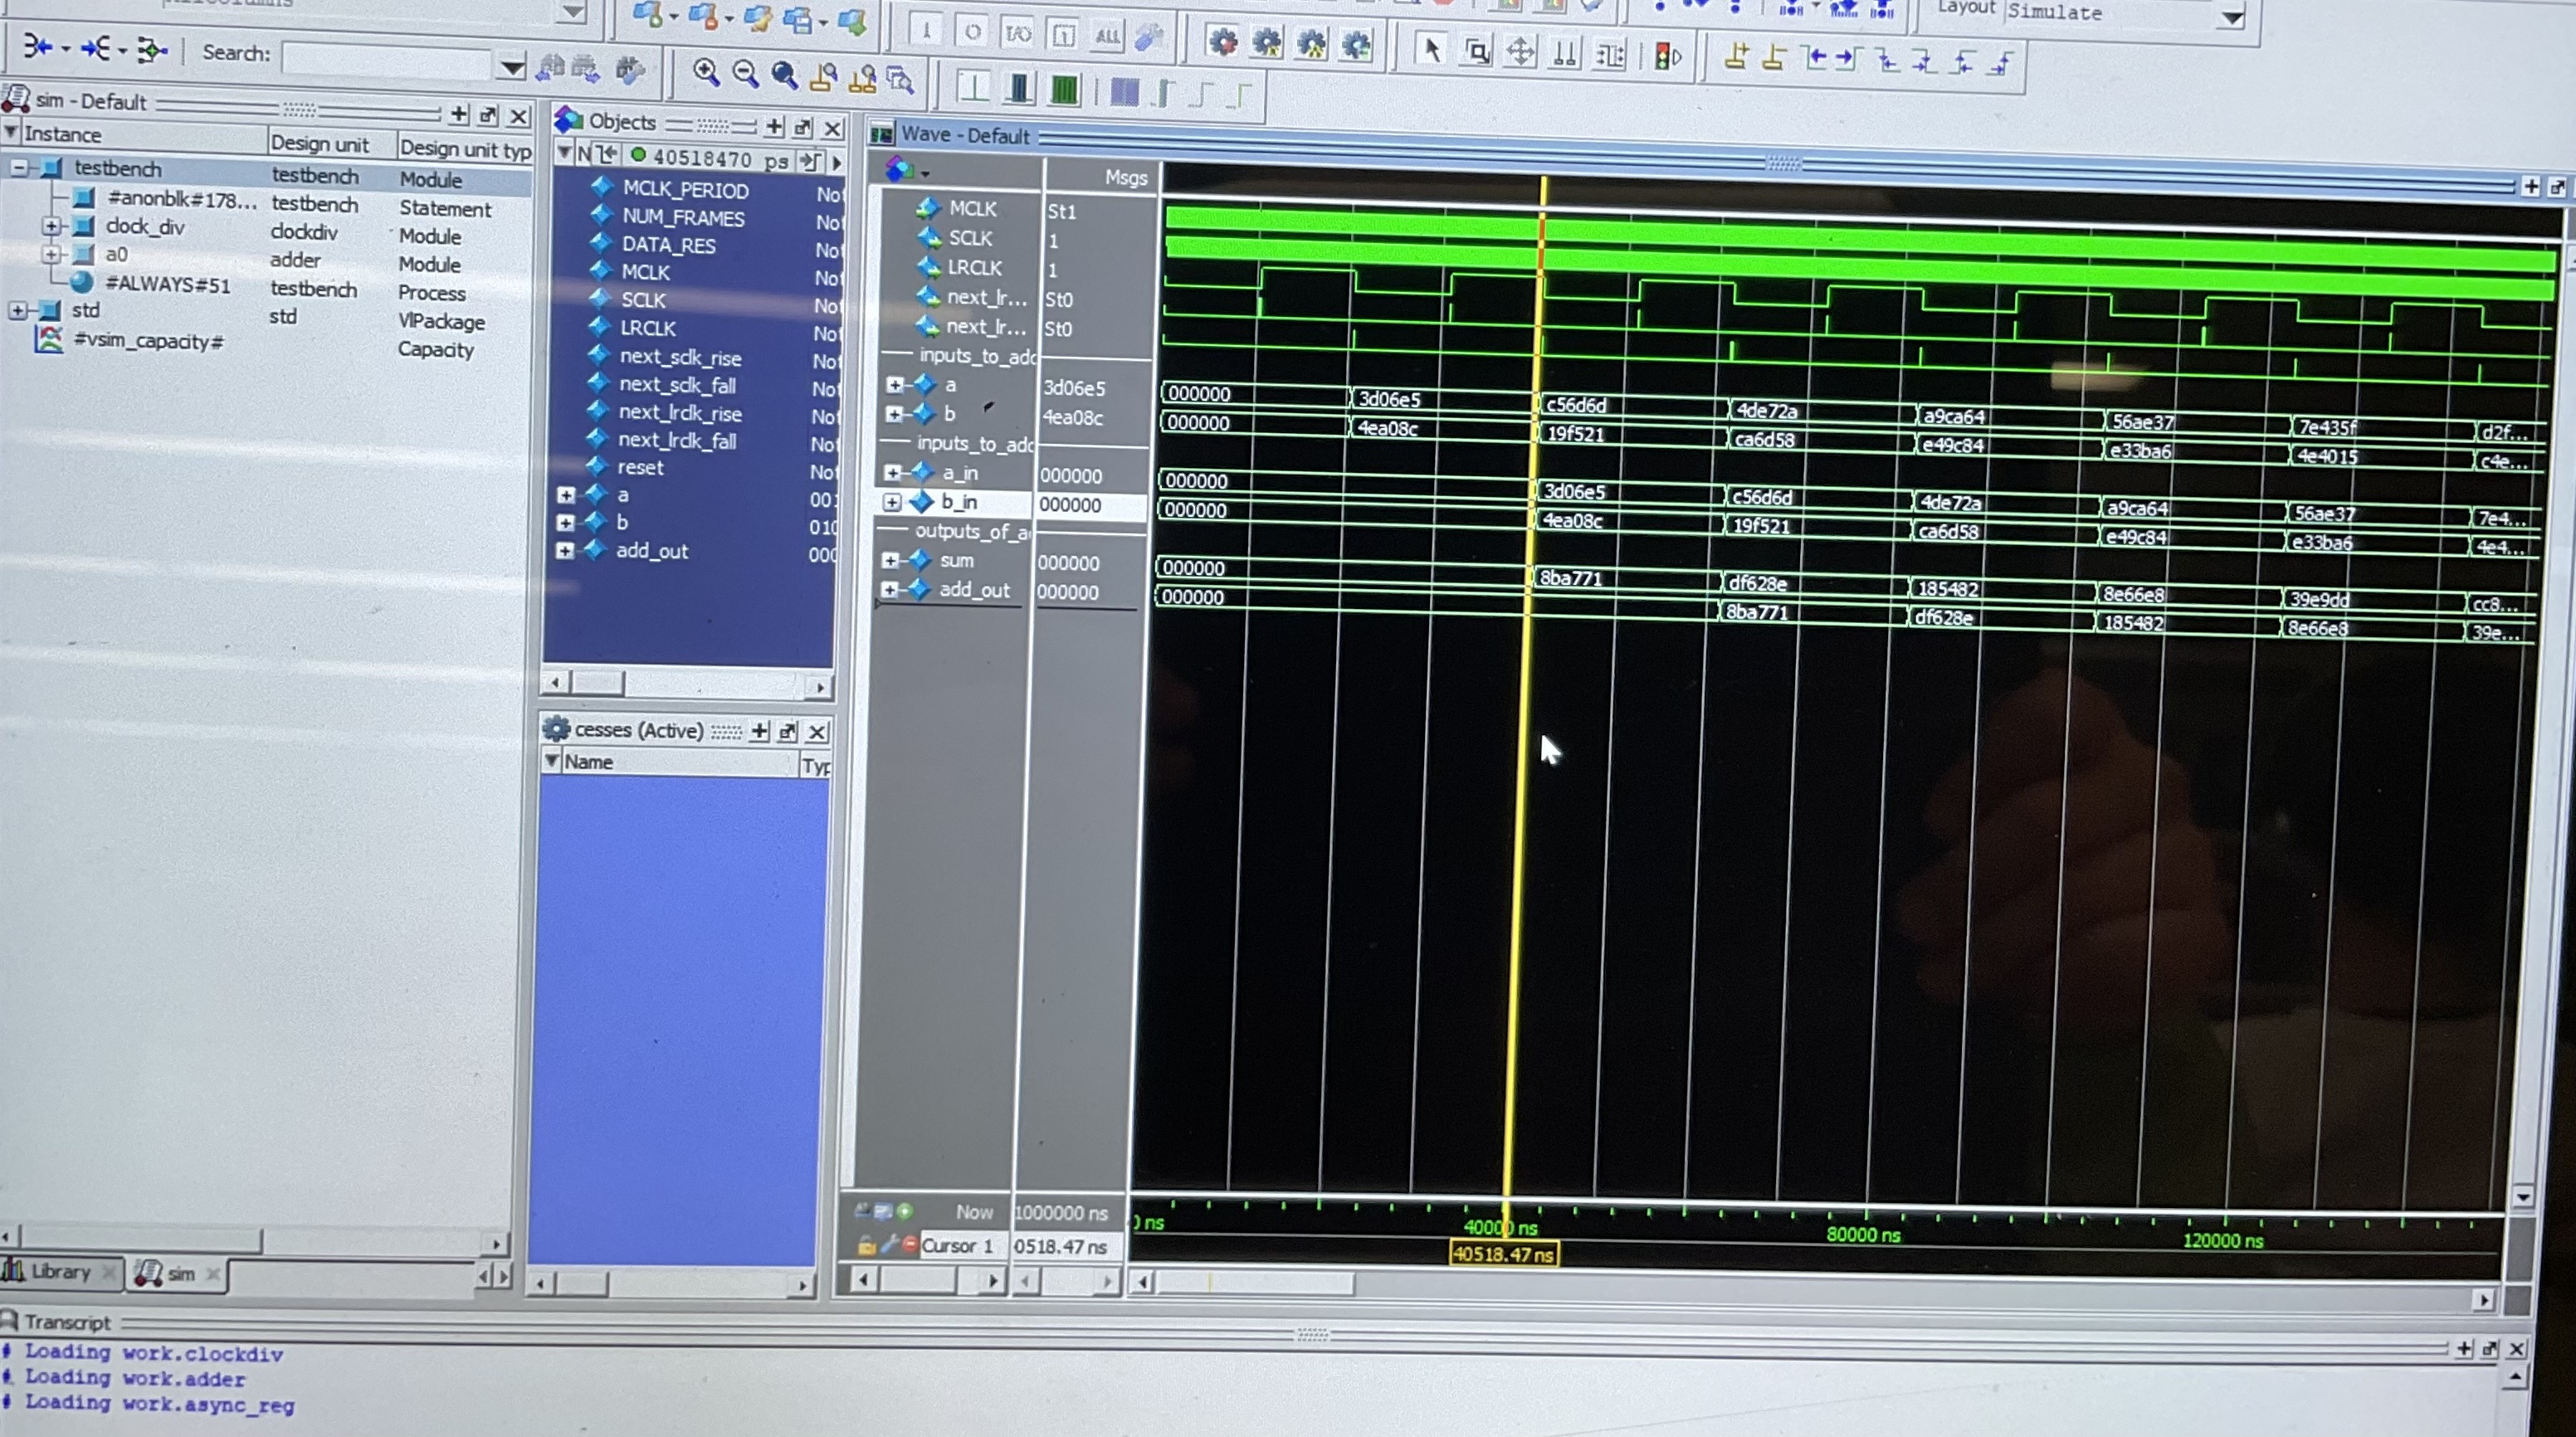 Layout Simulate
Search:
I O I/O ALL
sim - Default
Instance Design unit Design unit typ
testbench testbench Module
#anonblk#178... testbench Statement
clock_div clockdiv Module
a0 adder Module
#ALWAYS#51 testbench Process
std std VlPackage
#vsim_capacity# Capacity
Library sim
Objects
N 40518470 ps
MCLK_PERIOD No
NUM_FRAMES No
DATA_RES No
MCLK No
SCLK No
LRCLK No
next_sclk_rise No
next_sclk_fall No
next_lrclk_rise No
next_lrclk_fall No
reset No
a 00
b 010
add_out 000
cesses (Active)
Name Typ
Wave - Default
Msgs
MCLK St1
SCLK 1
LRCLK 1
next_lr... St0
next_lr... St0
inputs_to_add
a 3d06e5 000000 3d06e5 c56d6d 4de72a a9ca64 56ae37 7e435f d2f...
b 4ea08c 000000 4ea08c 19f521 ca6d58 e49c84 e33ba6 4e4015 c4e...
inputs_to_add
a_in 000000 000000 3d06e5 c56d6d 4de72a a9ca64 56ae37 7e4...
b_in 000000 000000 4ea08c 19f521 ca6d58 e49c84 e33ba6 4e4...
outputs_of_a
sum 000000 000000 8ba771 df628e 185482 8e66e8 39e9dd cc8...
add_out 000000 000000 8ba771 df628e 185482 8e66e8 39e...
Now 1000000 ns ns 40000 ns 80000 ns 120000 ns
Cursor 1 0518.47 ns 40518.47 ns
Transcript
# Loading work.clockdiv
# Loading work.adder
# Loading work.async_reg